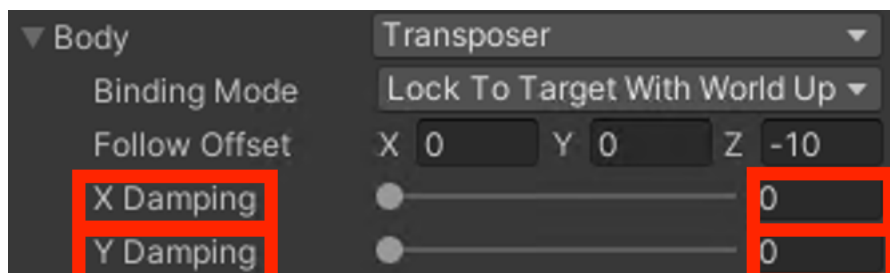 Body Transposer
Binding Mode Lock To Target With World Up
Follow Offset X 0 Y 0 Z -10
X Damping 0
Y Damping 0